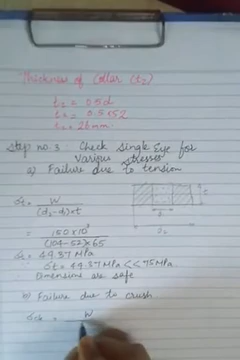 Thickness of Collar (t₂)
t₂ = 0.5d
t₂ = 0.5×52
t₂ = 26mm.
Step no.3: Check Single Eye for
Various stresses
a) Failure due to tension
σt = W
(d₂-d₁)×t
= 150×10³
(104-52)×65
σt = 44.37 MPa
σt = 44.37 MPa << 75 MPa.
Dimensions are safe
b) Failure due to crush
σck = W